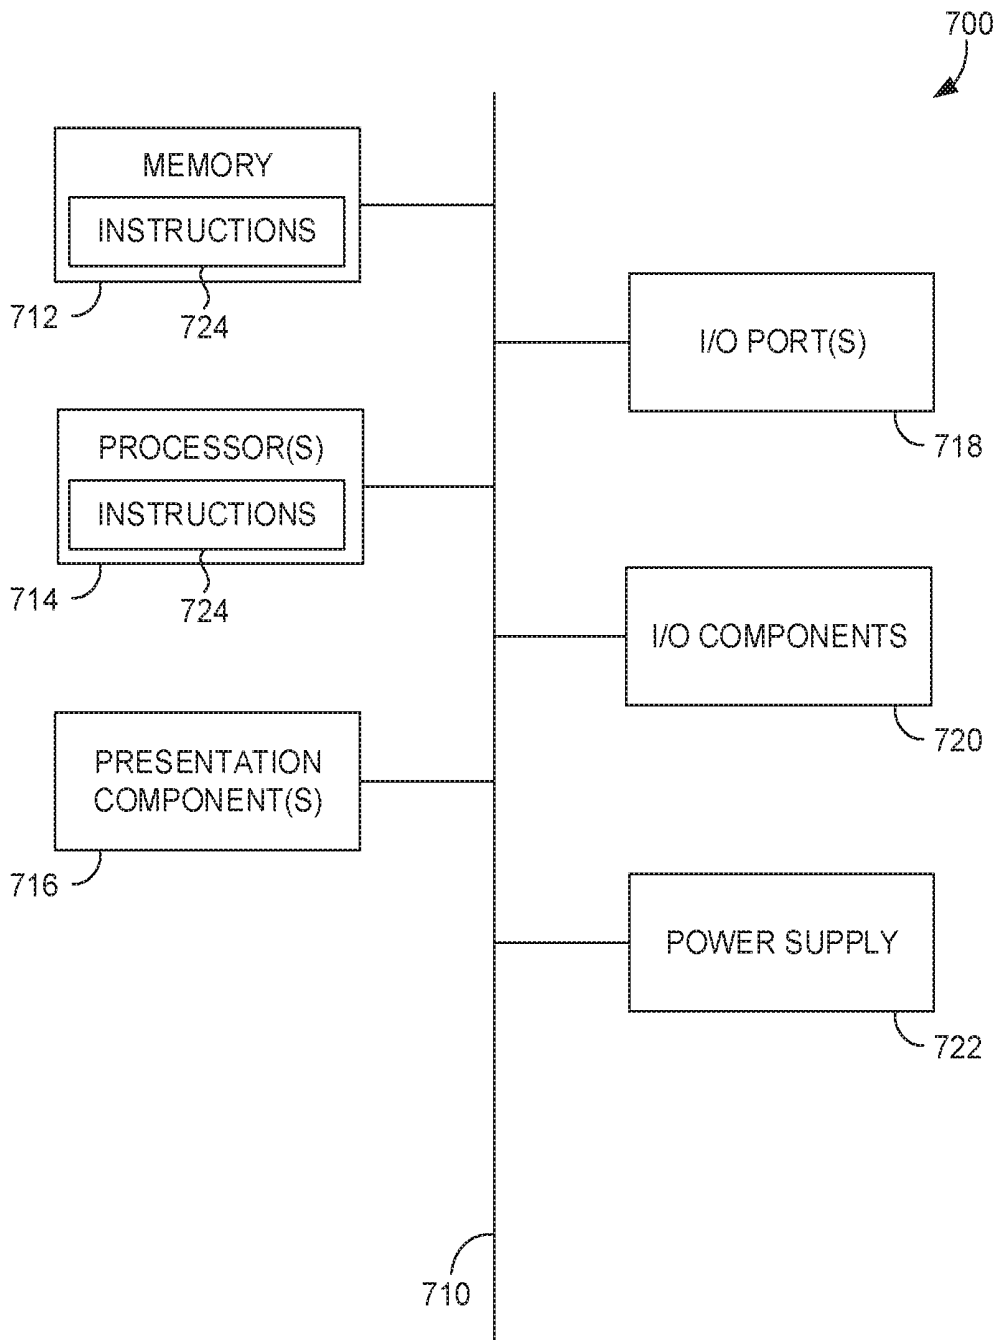 700
MEMORY
INSTRUCTIONS
712
724
I/O PORT(S)
718
PROCESSOR(S)
INSTRUCTIONS
714
724
I/O COMPONENTS
720
PRESENTATION
COMPONENT(S)
716
POWER SUPPLY
722
710